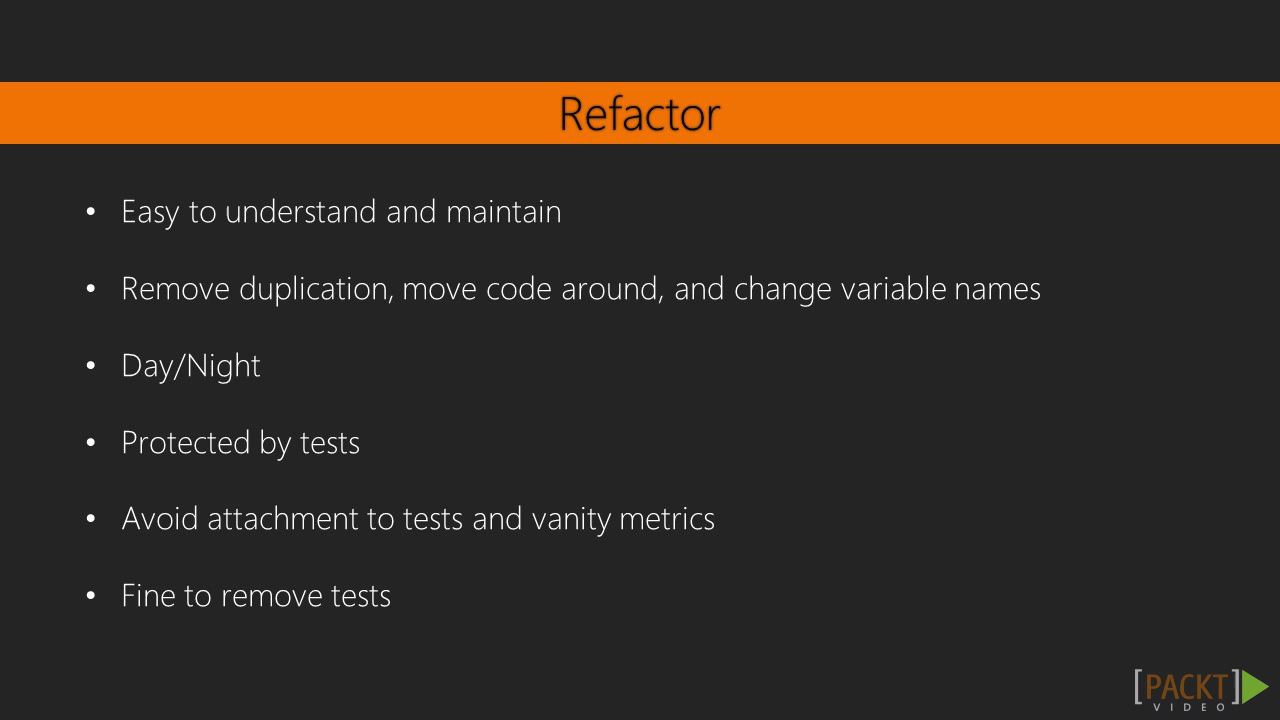 Refactor
• Easy to understand and maintain
• Remove duplication, move code around, and change variable names
• Day/Night
• Protected by tests
• Avoid attachment to tests and vanity metrics
• Fine to remove tests
[PACKT]
VIDEO